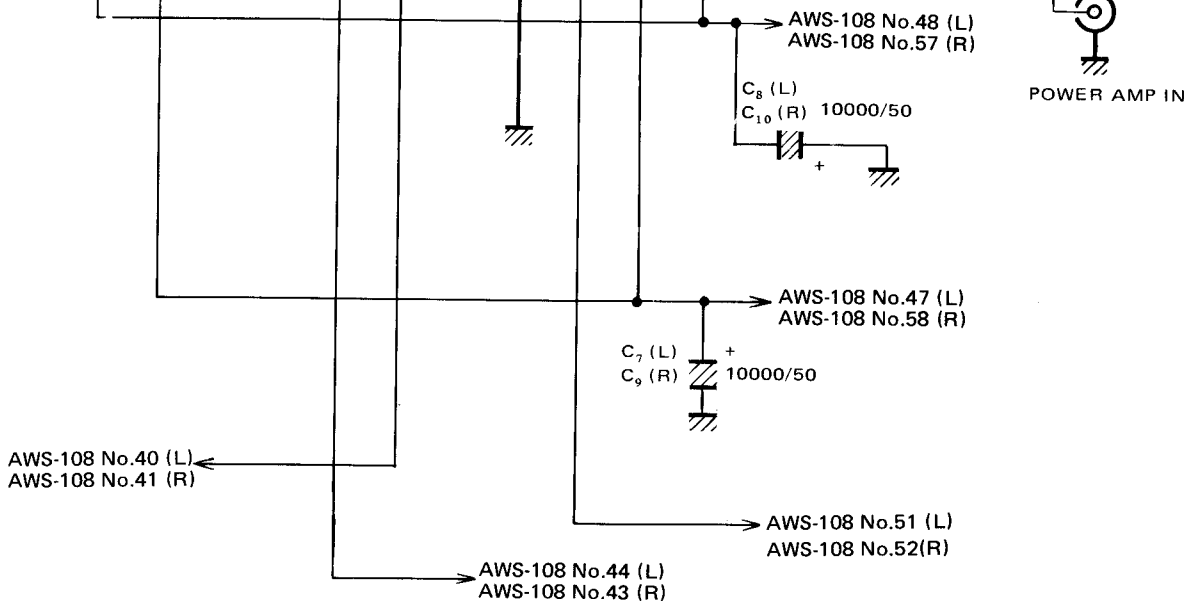 AWS-108 No.48 (L)
AWS-108 No.57 (R)
POWER AMP IN
C₈ (L)
C₁₀ (R) 10000/50
+
AWS-108 No.47 (L)
AWS-108 No.58 (R)
C₇ (L) +
C₉ (R) 10000/50
AWS-108 No.40 (L)
AWS-108 No.41 (R)
AWS-108 No.51 (L)
AWS-108 No.52(R)
AWS-108 No.44 (L)
AWS-108 No.43 (R)